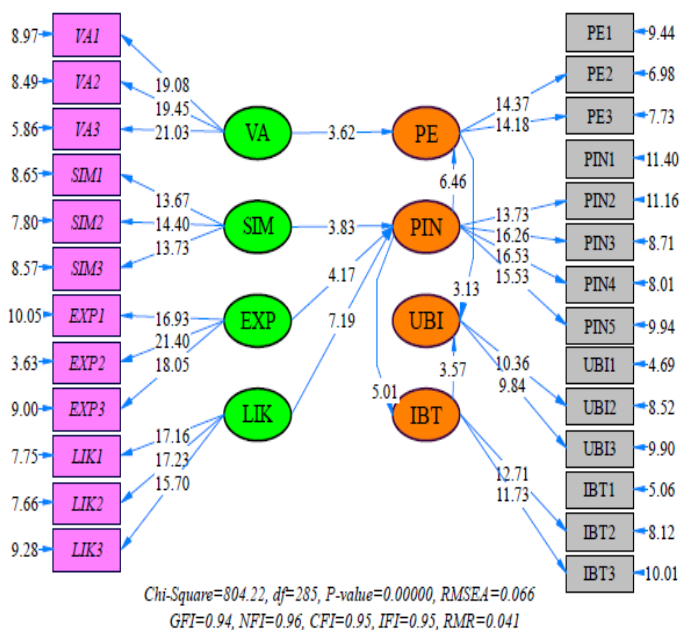 8.97 VA1
8.49 VA2
5.86 VA3
8.65 SIM1
7.80 SIM2
8.57 SIM3
10.05 EXP1
3.63 EXP2
9.00 EXP3
7.75 LIK1
7.66 LIK2
9.28 LIK3
19.08
19.45
21.03
13.67
14.40
13.73
16.93
21.40
18.05
17.16
17.23
15.70
VA
SIM
EXP
LIK
3.62
3.83
4.17
7.19
PE
6.46
PIN
3.13
UBI
3.57
5.01
IBT
14.37
14.18
13.73
16.26
16.53
15.53
10.36
9.84
12.71
11.73
PE1 9.44
PE2 6.98
PE3 7.73
PIN1 11.40
PIN2 11.16
PIN3 8.71
PIN4 8.01
PIN5 9.94
UBI1 4.69
UBI2 8.52
UBI3 9.90
IBT1 5.06
IBT2 8.12
IBT3 10.01
Chi-Square=804.22, df=285, P-value=0.00000, RMSEA=0.066
GFI=0.94, NFI=0.96, CFI=0.95, IFI=0.95, RMR=0.041